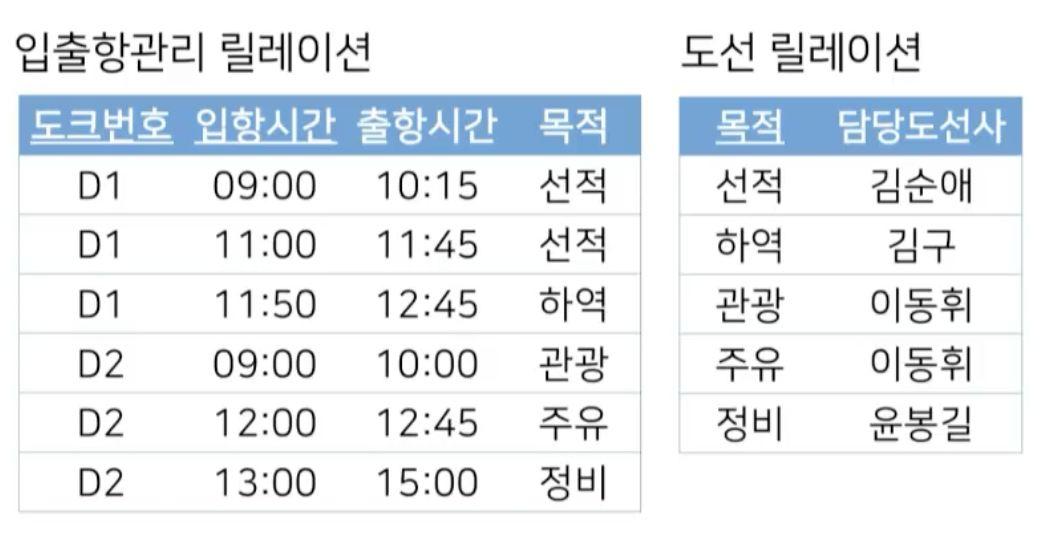 입출항관리 릴레이션
도크번호 입항시간 출항시간 목적
D1 09:00 10:15 선적
D1 11:00 11:45 선적
D1 11:50 12:45 하역
D2 09:00 10:00 관광
D2 12:00 12:45 주유
D2 13:00 15:00 정비
도선 릴레이션
목적 담당도선사
선적 김순애
하역 김구
관광 이동휘
주유 이동휘
정비 윤봉길